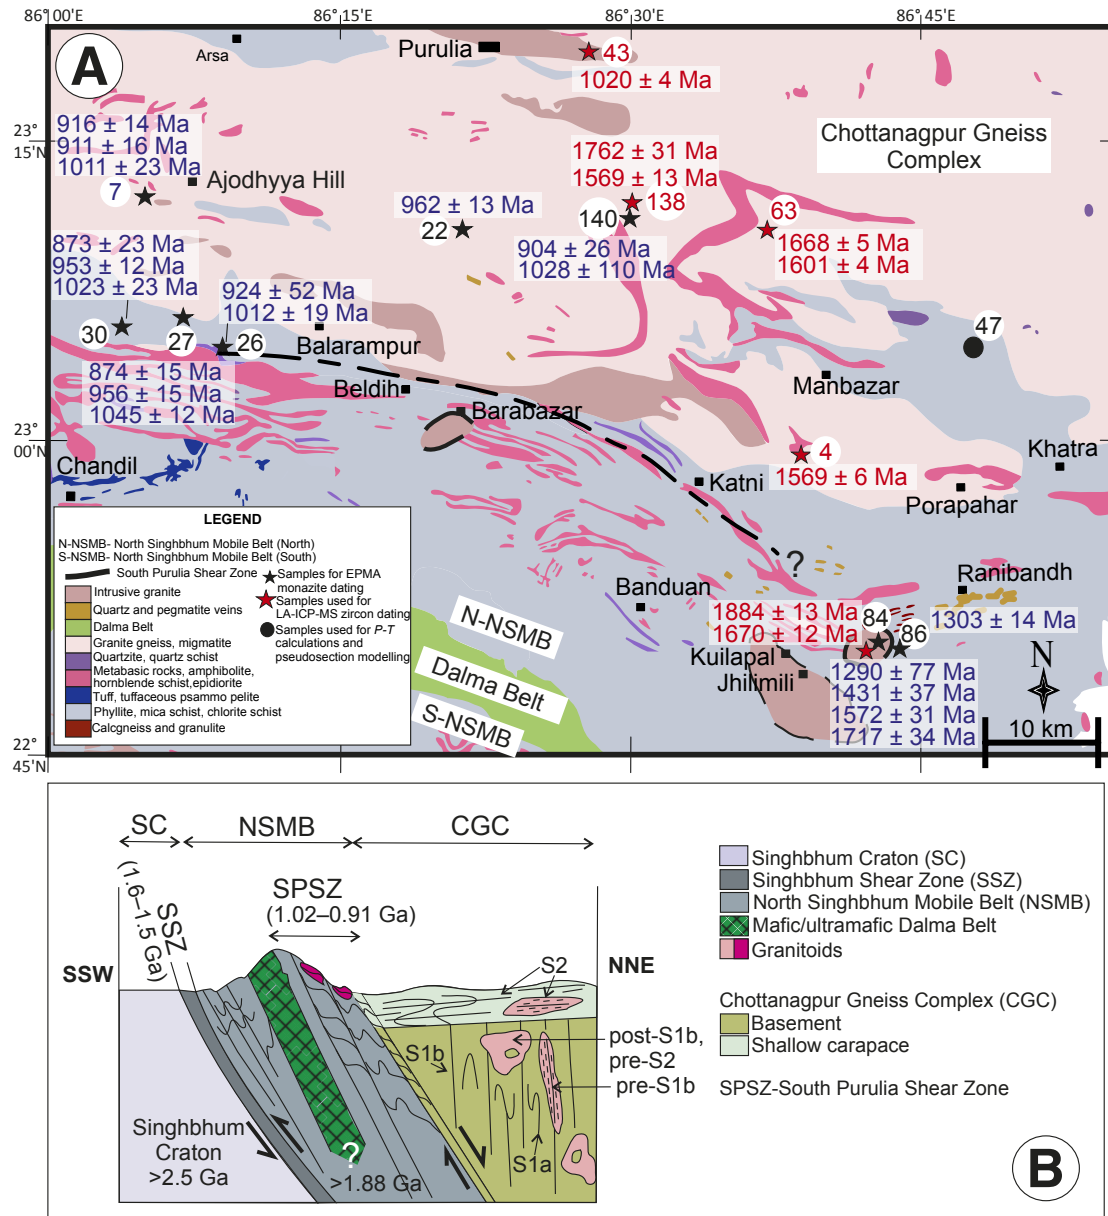 86°00'E
86°15'E
86°30'E
86°45'E
A
Arsa
Purulia
43
1020 ± 4 Ma
23°
15'N
916 ± 14 Ma
911 ± 16 Ma
1011 ± 23 Ma
7
Ajodhyya Hill
Chottanagpur Gneiss
Complex
1762 ± 31 Ma
1569 ± 13 Ma
138
962 ± 13 Ma
22
140
904 ± 26 Ma
1028 ± 110 Ma
63
1668 ± 5 Ma
1601 ± 4 Ma
873 ± 23 Ma
953 ± 12 Ma
1023 ± 23 Ma
924 ± 52 Ma
1012 ± 19 Ma
30
27
26
47
Balarampur
874 ± 15 Ma
956 ± 15 Ma
1045 ± 12 Ma
Beldih
Manbazar
Barabazar
23°
00'N
Chandil
4
1569 ± 6 Ma
Khatra
Katni
Porapahar
LEGEND
N-NSMB- North Singhbhum Mobile Belt (North)
S-NSMB- North Singhbhum Mobile Belt (South)
South Purulia Shear Zone
Intrusive granite
Quartz and pegmatite veins
Dalma Belt
Granite gneiss, migmatite
Quartzite, quartz schist
Metabasic rocks, amphibolite,
hornblende schist,epidiorite
Tuff, tuffaceous psammo pelite
Phyllite, mica schist, chlorite schist
Calcgneiss and granulite
Samples for EPMA
monazite dating
Samples used for
LA-ICP-MS zircon dating
Samples used for P-T
calculations and
pseudosection modelling
?
Banduan
Ranibandh
N-NSMB
Dalma Belt
S-NSMB
1884 ± 13 Ma
1670 ± 12 Ma
84
86
1303 ± 14 Ma
Kuilapal
Jhilimili
1290 ± 77 Ma
1431 ± 37 Ma
1572 ± 31 Ma
1717 ± 34 Ma
N
10 km
22°
45'N
SC
NSMB
CGC
SSZ
(1.6–1.5 Ga)
SPSZ
(1.02–0.91 Ga)
SSW
NNE
S2
S1b
post-S1b,
pre-S2
pre-S1b
S1a
Singhbhum
Craton
>2.5 Ga
?
>1.88 Ga
Singhbhum Craton (SC)
Singhbhum Shear Zone (SSZ)
North Singhbhum Mobile Belt (NSMB)
Mafic/ultramafic Dalma Belt
Granitoids
Chottanagpur Gneiss Complex (CGC)
Basement
Shallow carapace
SPSZ-South Purulia Shear Zone
B